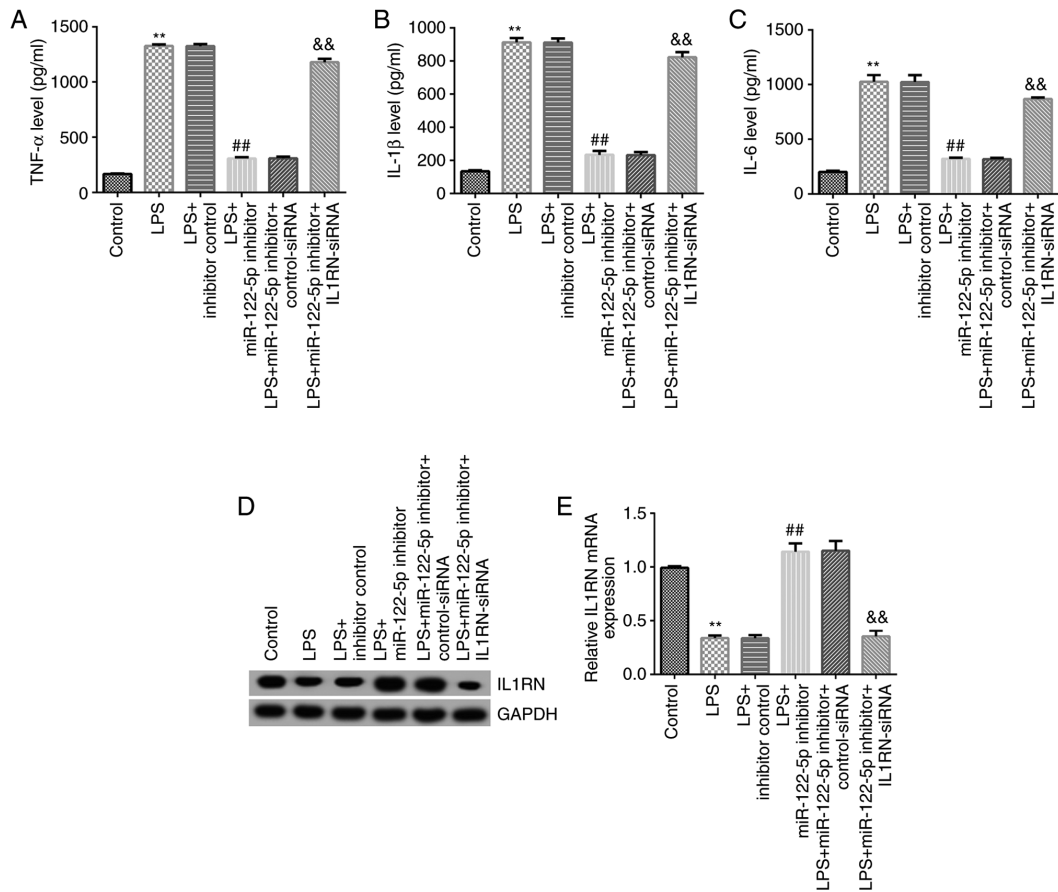 A
TNF-α level (pg/ml)
1500
1000
500
0
**
##
&&
Control
LPS
LPS+
inhibitor control
LPS+
miR-122-5p inhibitor
LPS+miR-122-5p inhibitor+
control-siRNA
LPS+miR-122-5p inhibitor+
IL1RN-siRNA
B
IL-1β level (pg/ml)
1000
800
600
400
200
0
**
##
&&
Control
LPS
LPS+
inhibitor control
LPS+
miR-122-5p inhibitor
LPS+miR-122-5p inhibitor+
control-siRNA
LPS+miR-122-5p inhibitor+
IL1RN-siRNA
C
IL-6 level (pg/ml)
1500
1000
500
0
**
##
&&
Control
LPS
LPS+
inhibitor control
LPS+
miR-122-5p inhibitor
LPS+miR-122-5p inhibitor+
control-siRNA
LPS+miR-122-5p inhibitor+
IL1RN-siRNA
D
Control
LPS
LPS+
inhibitor control
LPS+
miR-122-5p inhibitor
LPS+miR-122-5p inhibitor+
control-siRNA
LPS+miR-122-5p inhibitor+
IL1RN-siRNA
IL1RN
GAPDH
E
Relative IL1RN mRNA
expression
1.5
1.0
0.5
0.0
**
##
&&
Control
LPS
LPS+
inhibitor control
LPS+
miR-122-5p inhibitor
LPS+miR-122-5p inhibitor+
control-siRNA
LPS+miR-122-5p inhibitor+
IL1RN-siRNA